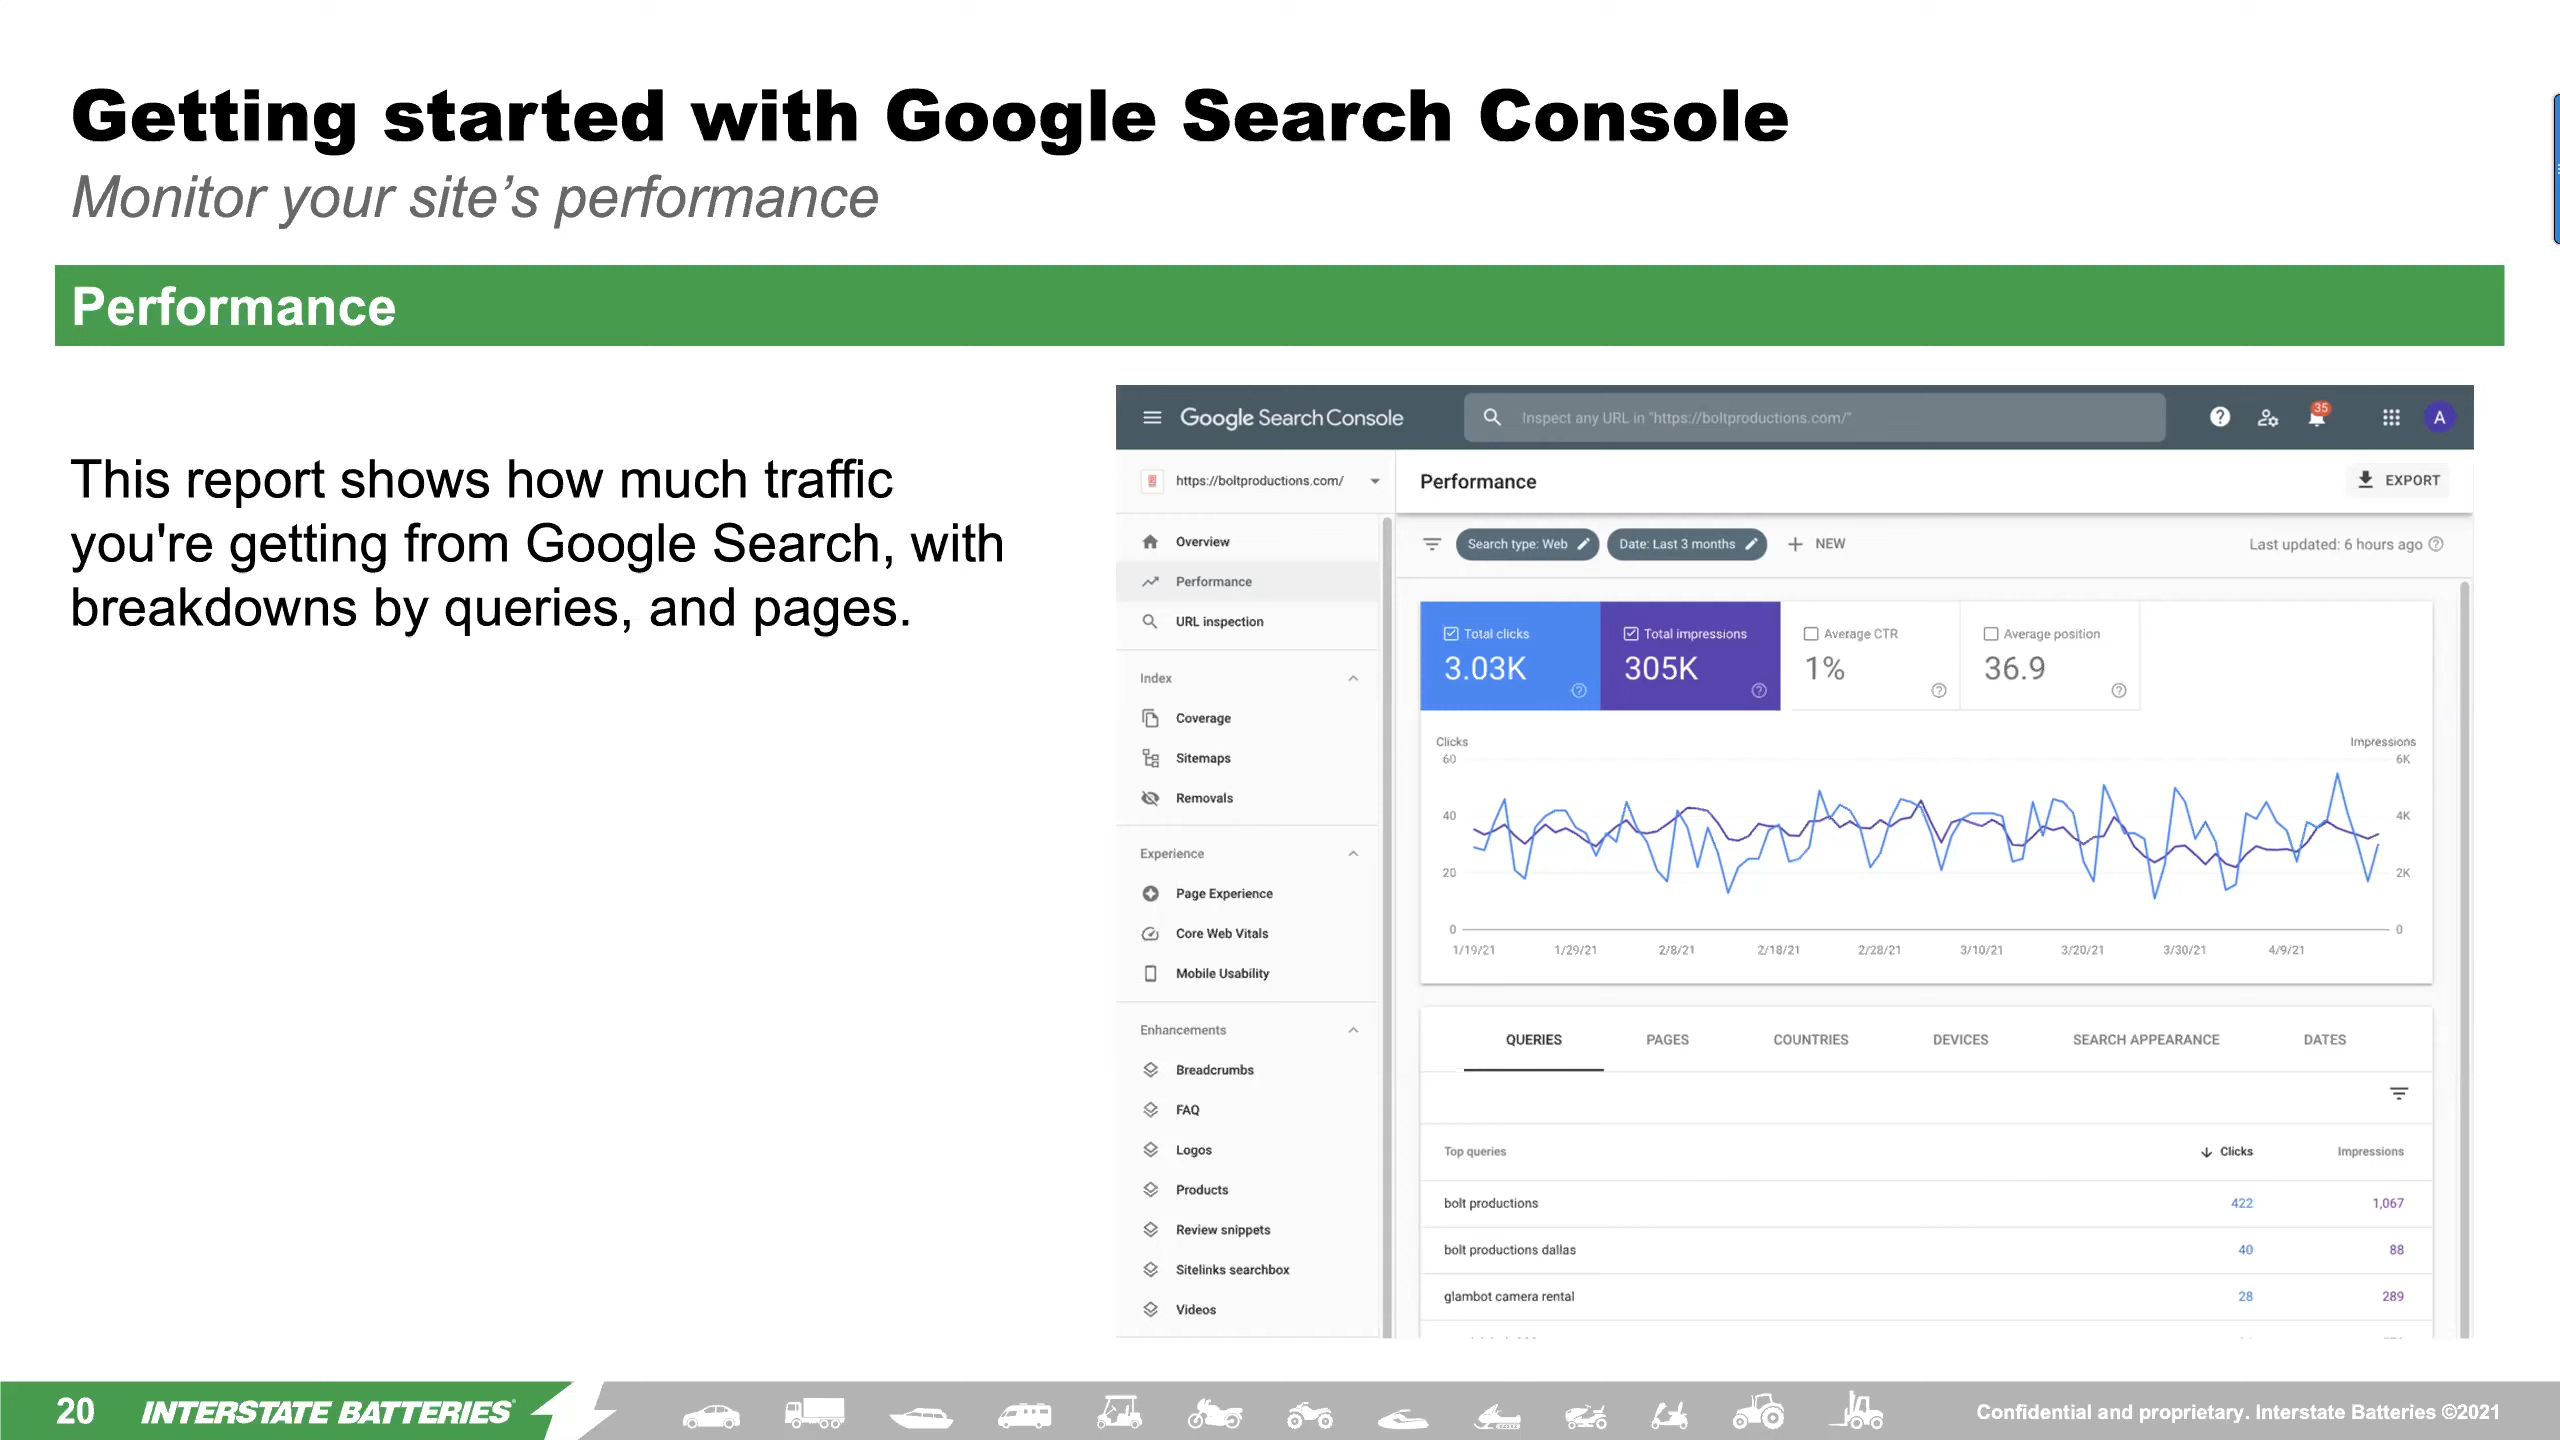 Getting started with Google Search Console
Monitor your site’s performance
Performance
This report shows how much traffic
you're getting from Google Search, with
breakdowns by queries, and pages.
Google Search Console
Inspect any URL in "https://boltproductions.com/"
35
A
https://boltproductions.com/
Performance
EXPORT
Overview
Performance
URL inspection
Index
Coverage
Sitemaps
Removals
Experience
Page Experience
Core Web Vitals
Mobile Usability
Enhancements
Breadcrumbs
FAQ
Logos
Products
Review snippets
Sitelinks searchbox
Videos
Search type: Web
Date: Last 3 months
NEW
Last updated: 6 hours ago
Total clicks
3.03K
Total impressions
305K
Average CTR
1%
Average position
36.9
Clicks
Impressions
60
6K
40
4K
20
2K
0
0
1/19/21 1/29/21 2/8/21 2/18/21 2/28/21 3/10/21 3/20/21 3/30/21 4/9/21
QUERIES PAGES COUNTRIES DEVICES SEARCH APPEARANCE DATES
Top queries Clicks Impressions
bolt productions 422 1,067
bolt productions dallas 40 88
glambot camera rental 28 289
20 INTERSTATE BATTERIES
Confidential and proprietary. Interstate Batteries ©2021